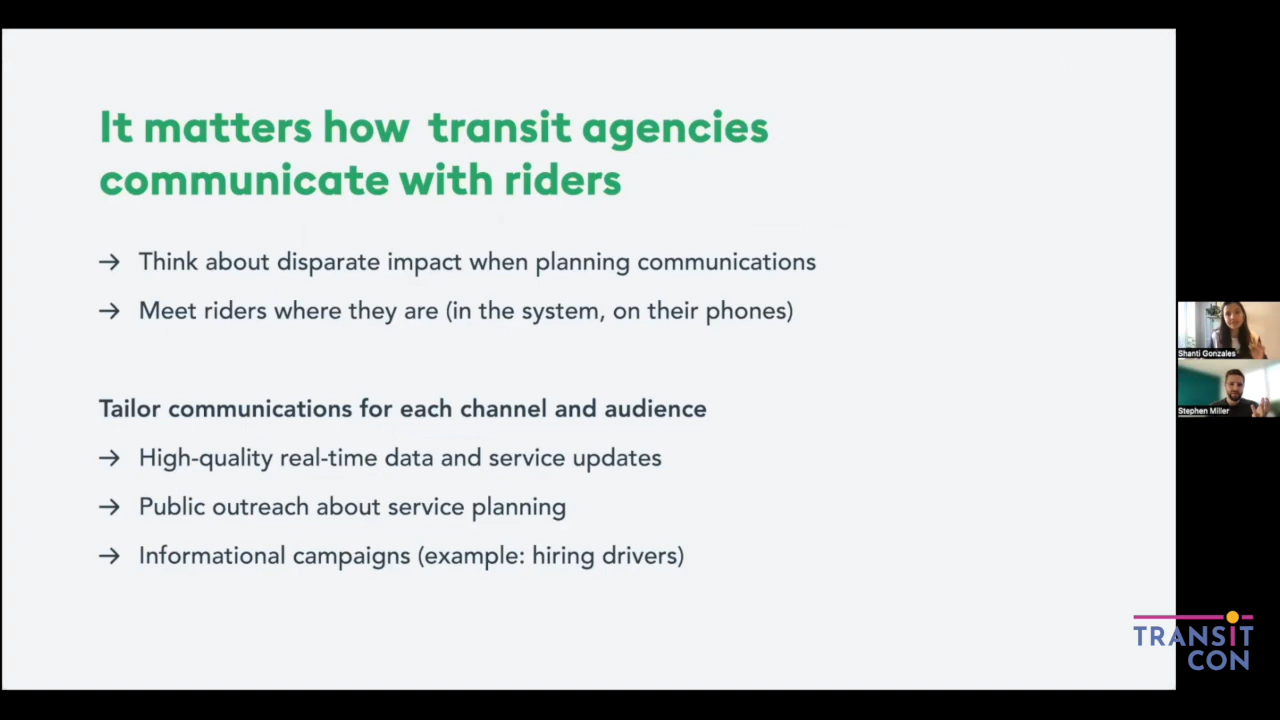 It matters how transit agencies
communicate with riders
→ Think about disparate impact when planning communications
→ Meet riders where they are (in the system, on their phones)
Tailor communications for each channel and audience
→ High-quality real-time data and service updates
→ Public outreach about service planning
→ Informational campaigns (example: hiring drivers)
Shanti Gonzales
Stephen Miller
TRANSIT
CON